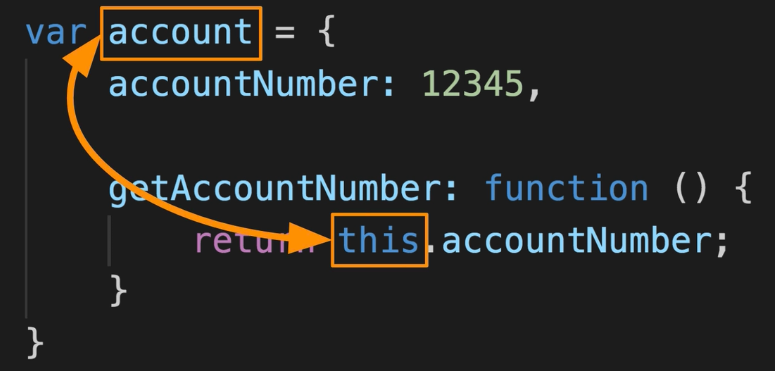 var account = {
accountNumber: 12345,
getAccountNumber: function () {
return this.accountNumber;
}
}